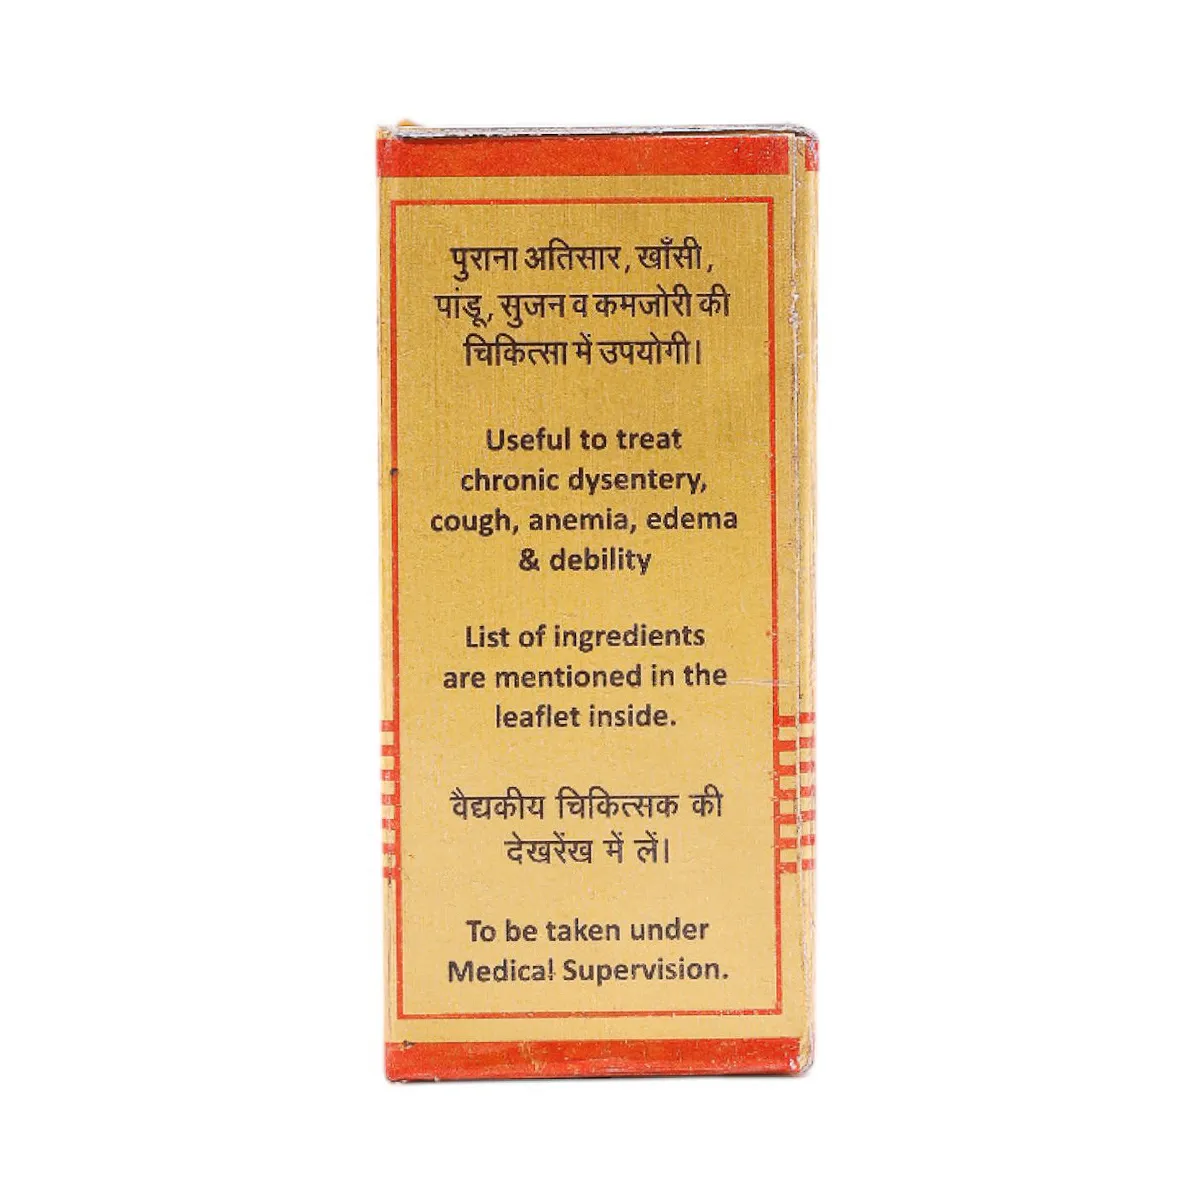 पुराना अतिसार, खाँसी,
पांडू, सुजन व कमजोरी की
चिकित्सा में उपयोगी।
Useful to treat
chronic dysentery,
cough, anemia, edema
& debility
List of ingredients
are mentioned in the
leaflet inside.
वैद्यकीय चिकित्सक की
देखरेंख में लें।
To be taken under
Medical Supervision.